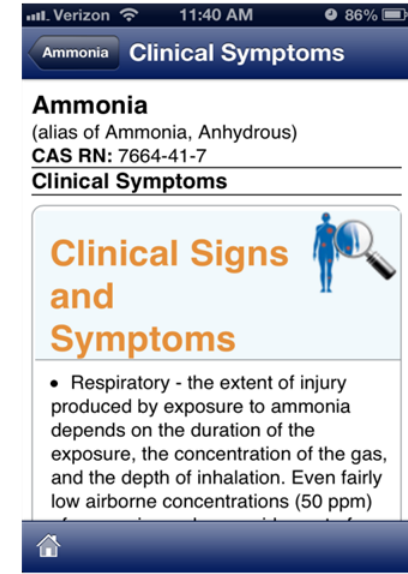 Verizon 11:40 AM 86%
Ammonia Clinical Symptoms
Ammonia
(alias of Ammonia, Anhydrous)
CAS RN: 7664-41-7
Clinical Symptoms
Clinical Signs
and
Symptoms
• Respiratory - the extent of injury
produced by exposure to ammonia
depends on the duration of the
exposure, the concentration of the gas,
and the depth of inhalation. Even fairly
low airborne concentrations (50 ppm)